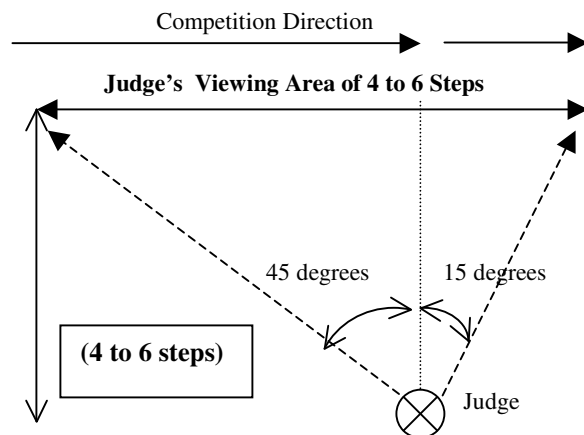 Competition Direction
Judge's Viewing Area of 4 to 6 Steps
45 degrees
15 degrees
(4 to 6 steps)
Judge